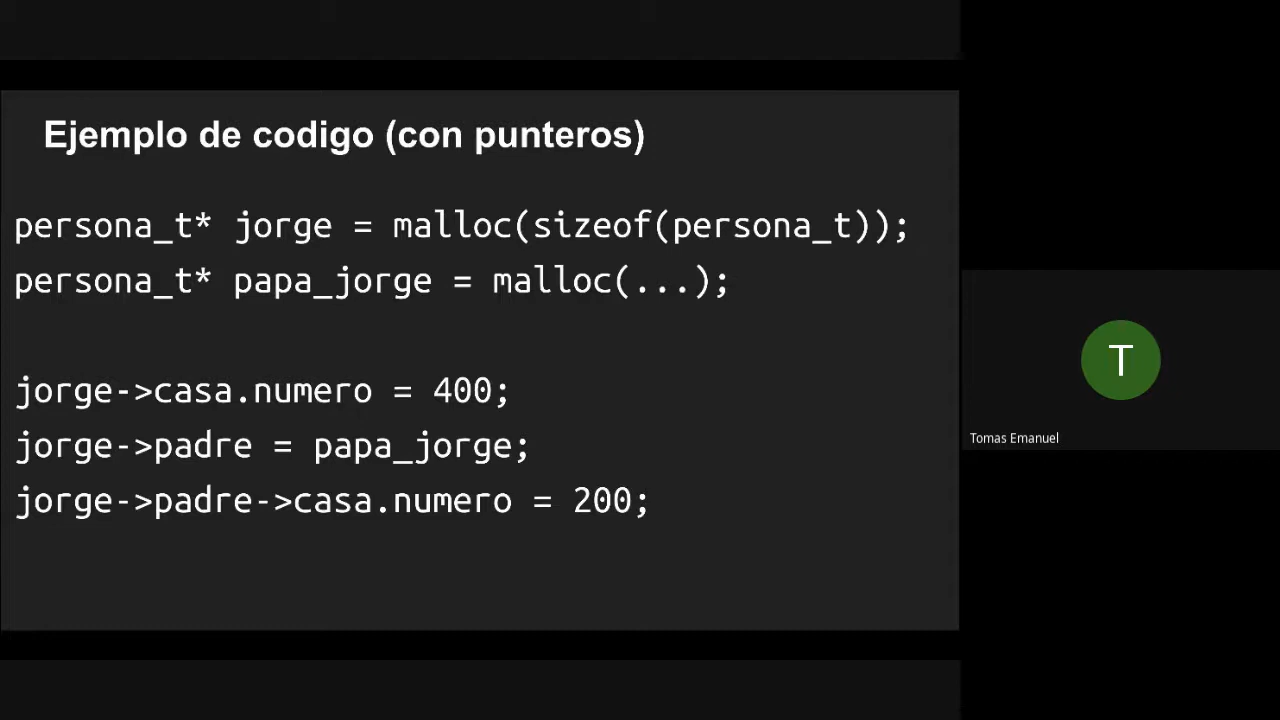 Ejemplo de codigo (con punteros)
persona_t* jorge = malloc(sizeof(persona_t));
persona_t* papa_jorge = malloc(...);
jorge->casa.numero = 400;
jorge->padre = papa_jorge;
jorge->padre->casa.numero = 200;
T
Tomas Emanuel